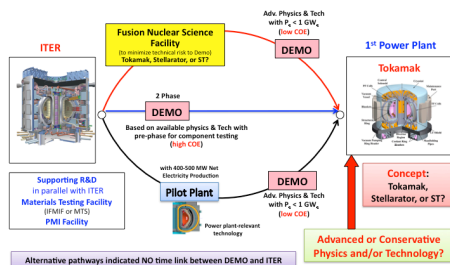 Adv. Physics & Tech
with Pₑ < 1 GWₑ
(low COE)
Fusion Nuclear Science
Facility
(to minimize technical risk to Demo)
Tokamak, Stellarator, or ST?
ITER
DEMO
1st Power Plant
Tokamak
2 Phase
DEMO
Based on available physics & Tech with
pre-phase for component testing
(high COE)
with 400-500 MW Net
Electricity Production
Pilot Plant
DEMO
Adv. Physics & Tech
with Pₑ < 1 GWₑ
(low COE)
Power plant-relevant
technology
Supporting R&D
in parallel with ITER
Materials Testing Facility
(IFMIF or MTS)
PMI Facility
Concept:
Tokamak,
Stellarator, or ST?
Advanced or Conservative
Physics and/or Technology?
Alternative pathways indicated NO time link between DEMO and ITER